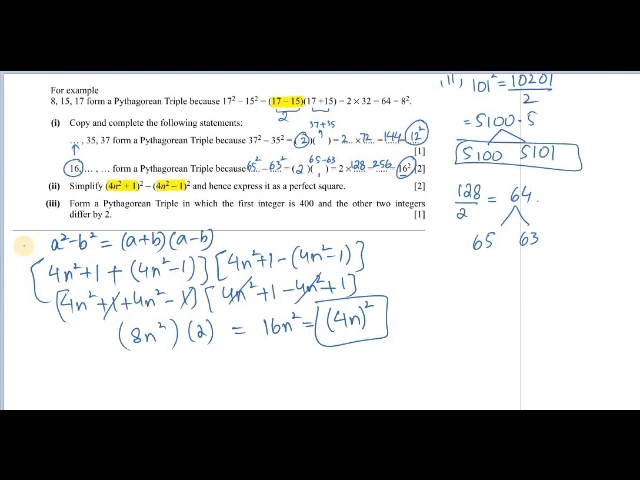 For example
8, 15, 17 form a Pythagorean Triple because 17² − 15² = (17 − 15)(17 + 15) = 2 × 32 = 64 = 8².
2
(i) Copy and complete the following statements:
37+35
..., 35, 37 form a Pythagorean Triple because 37² − 35² = (2)( ) = 2 × 72 = 144 = 12²
[1]
65−63
16, ..., ... form a Pythagorean Triple because 65² − 63² = (2)( ) = 2 × 128 = 256 = 16² [2]
(ii) Simplify (4n² + 1)² − (4n² − 1)² and hence express it as a perfect square. [2]
(iii) Form a Pythagorean Triple in which the first integer is 400 and the other two integers
differ by 2. [1]
a²−b² = (a+b)(a−b)
[4n²+1 + (4n²−1)] [4n²+1 − (4n²−1)]
[4n²+1+4n²−1] [4n²+1−4n²+1]
(8n²)(2) = 16n² = (4n)²
11, 101² = 10201
2
= 5100·5
5100 5101
128
2
= 64.
65 63